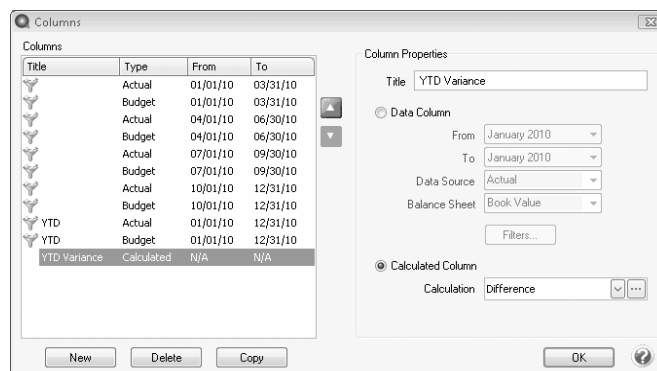 Columns
Columns
Title Type From To
Actual 01/01/10 03/31/10
Budget 01/01/10 03/31/10
Actual 04/01/10 06/30/10
Budget 04/01/10 06/30/10
Actual 07/01/10 09/30/10
Budget 07/01/10 09/30/10
Actual 10/01/10 12/31/10
Budget 10/01/10 12/31/10
YTD Actual 01/01/10 12/31/10
YTD Budget 01/01/10 12/31/10
YTD Variance Calculated N/A N/A
New Delete Copy
Column Properties
Title YTD Variance
Data Column
From January 2010
To January 2010
Data Source Actual
Balance Sheet Book Value
Filters...
Calculated Column
Calculation Difference ...
OK ?